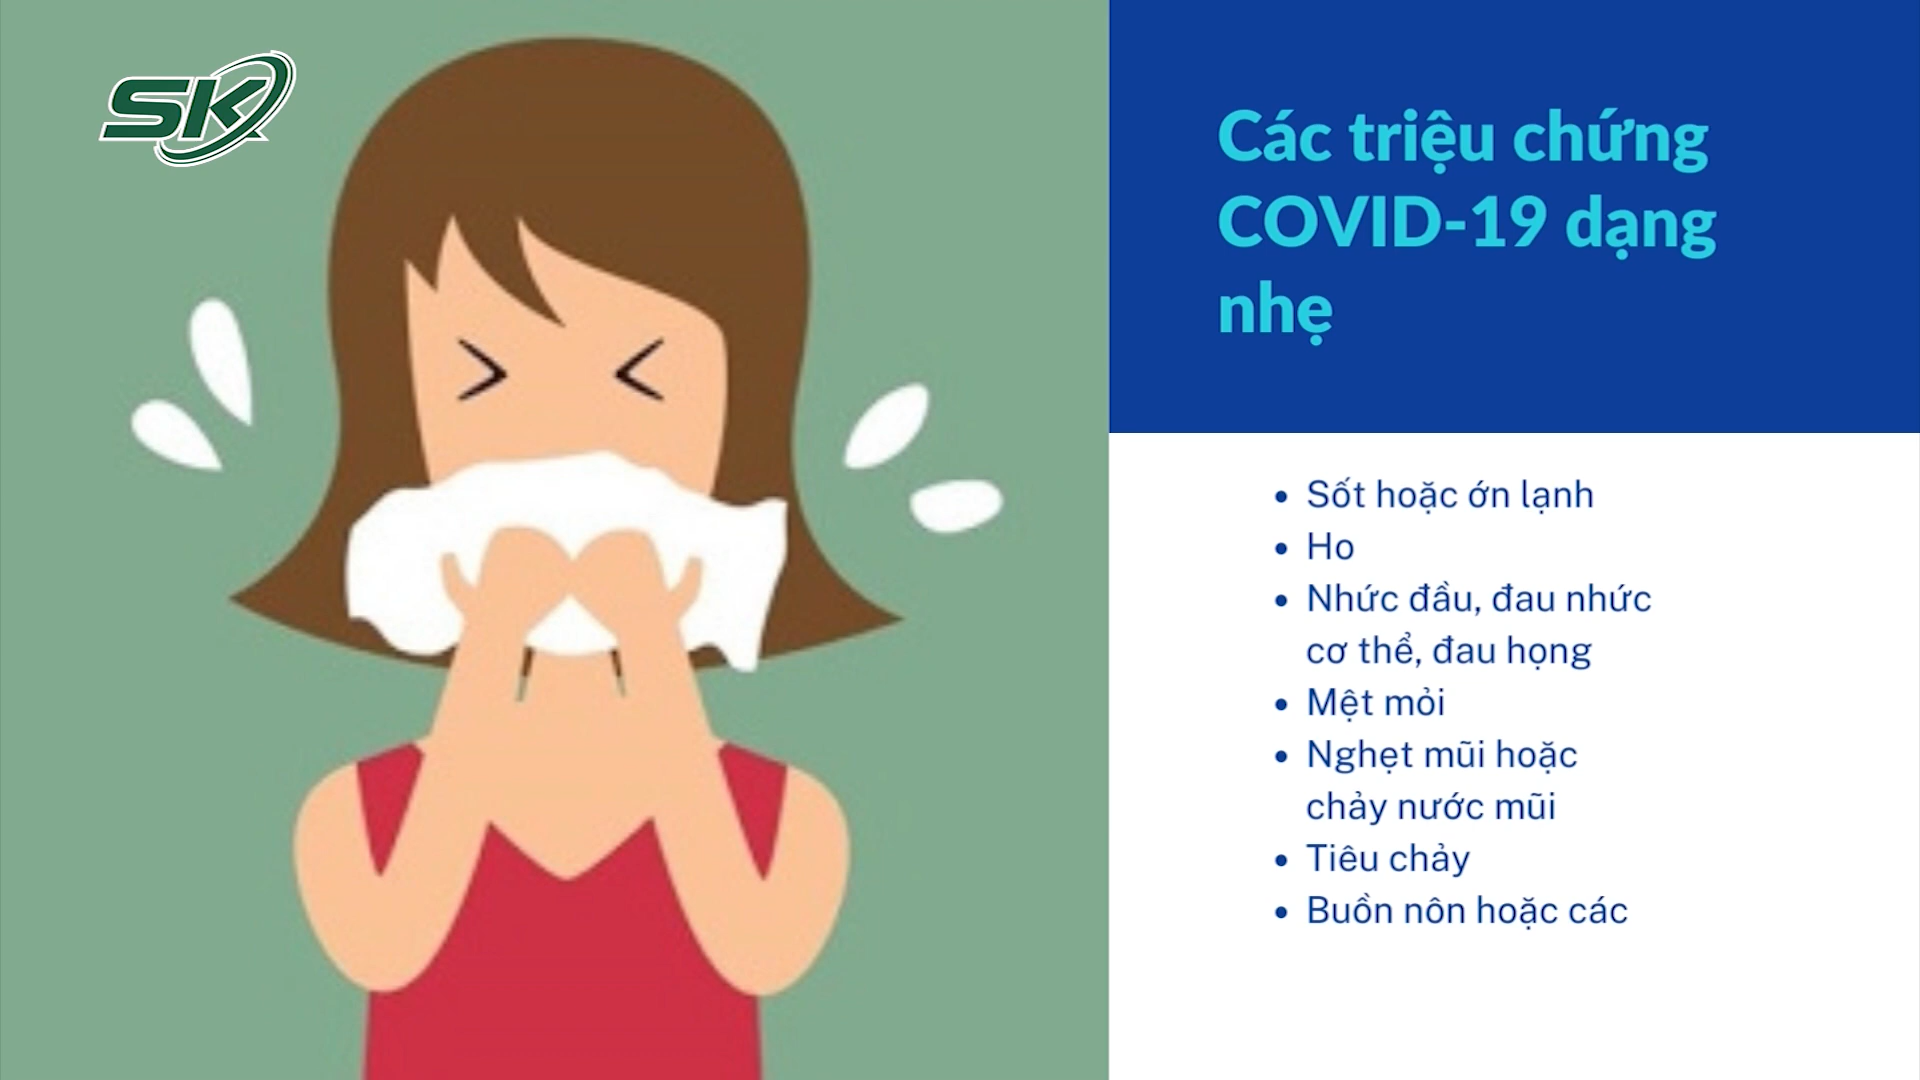 SK
Các triệu chứng
COVID-19 dạng
nhẹ
• Sốt hoặc ớn lạnh
• Ho
• Nhức đầu, đau nhức
cơ thể, đau họng
• Mệt mỏi
• Nghẹt mũi hoặc
chảy nước mũi
• Tiêu chảy
• Buồn nôn hoặc các